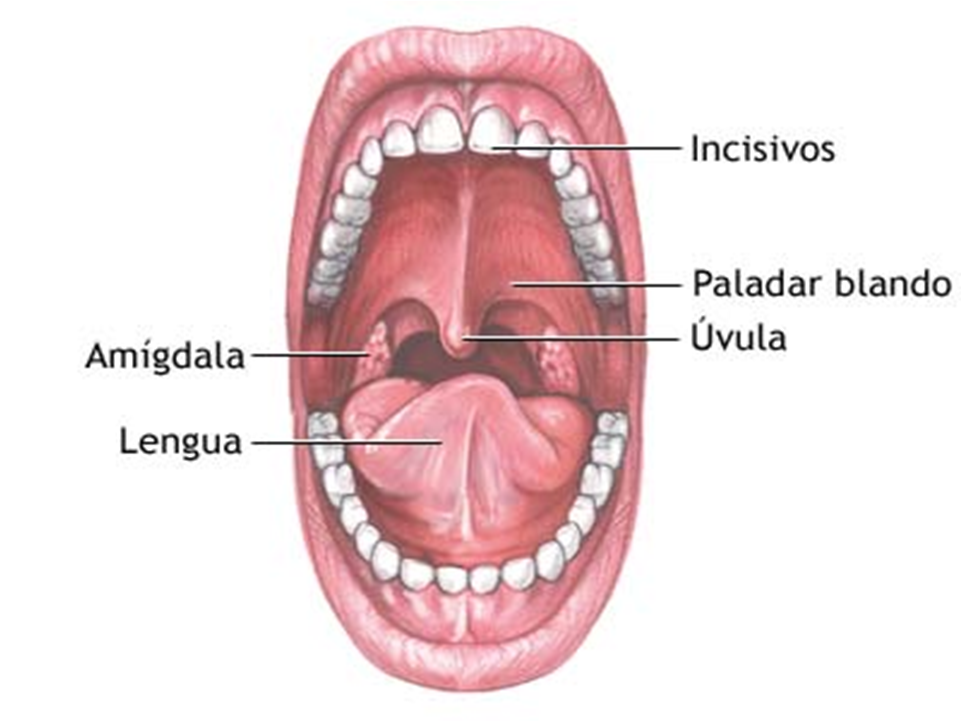 Incisivos
Paladar blando
Úvula
Amígdala
Lengua